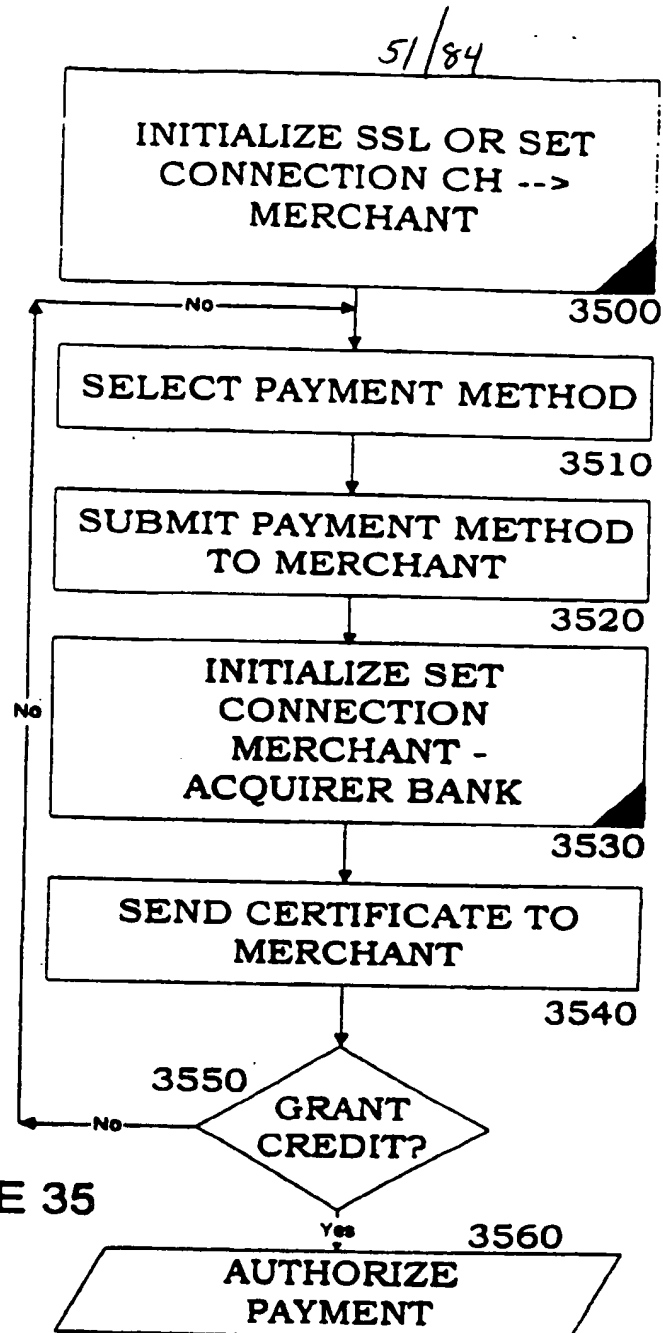 51/84
INITIALIZE SSL OR SET
CONNECTION CH -->
MERCHANT
3500
No
SELECT PAYMENT METHOD
3510
SUBMIT PAYMENT METHOD
TO MERCHANT
3520
No
INITIALIZE SET
CONNECTION
MERCHANT -
ACQUIRER BANK
3530
SEND CERTIFICATE TO
MERCHANT
3540
3550
GRANT
CREDIT?
No
E 35
Yes
3560
AUTHORIZE
PAYMENT